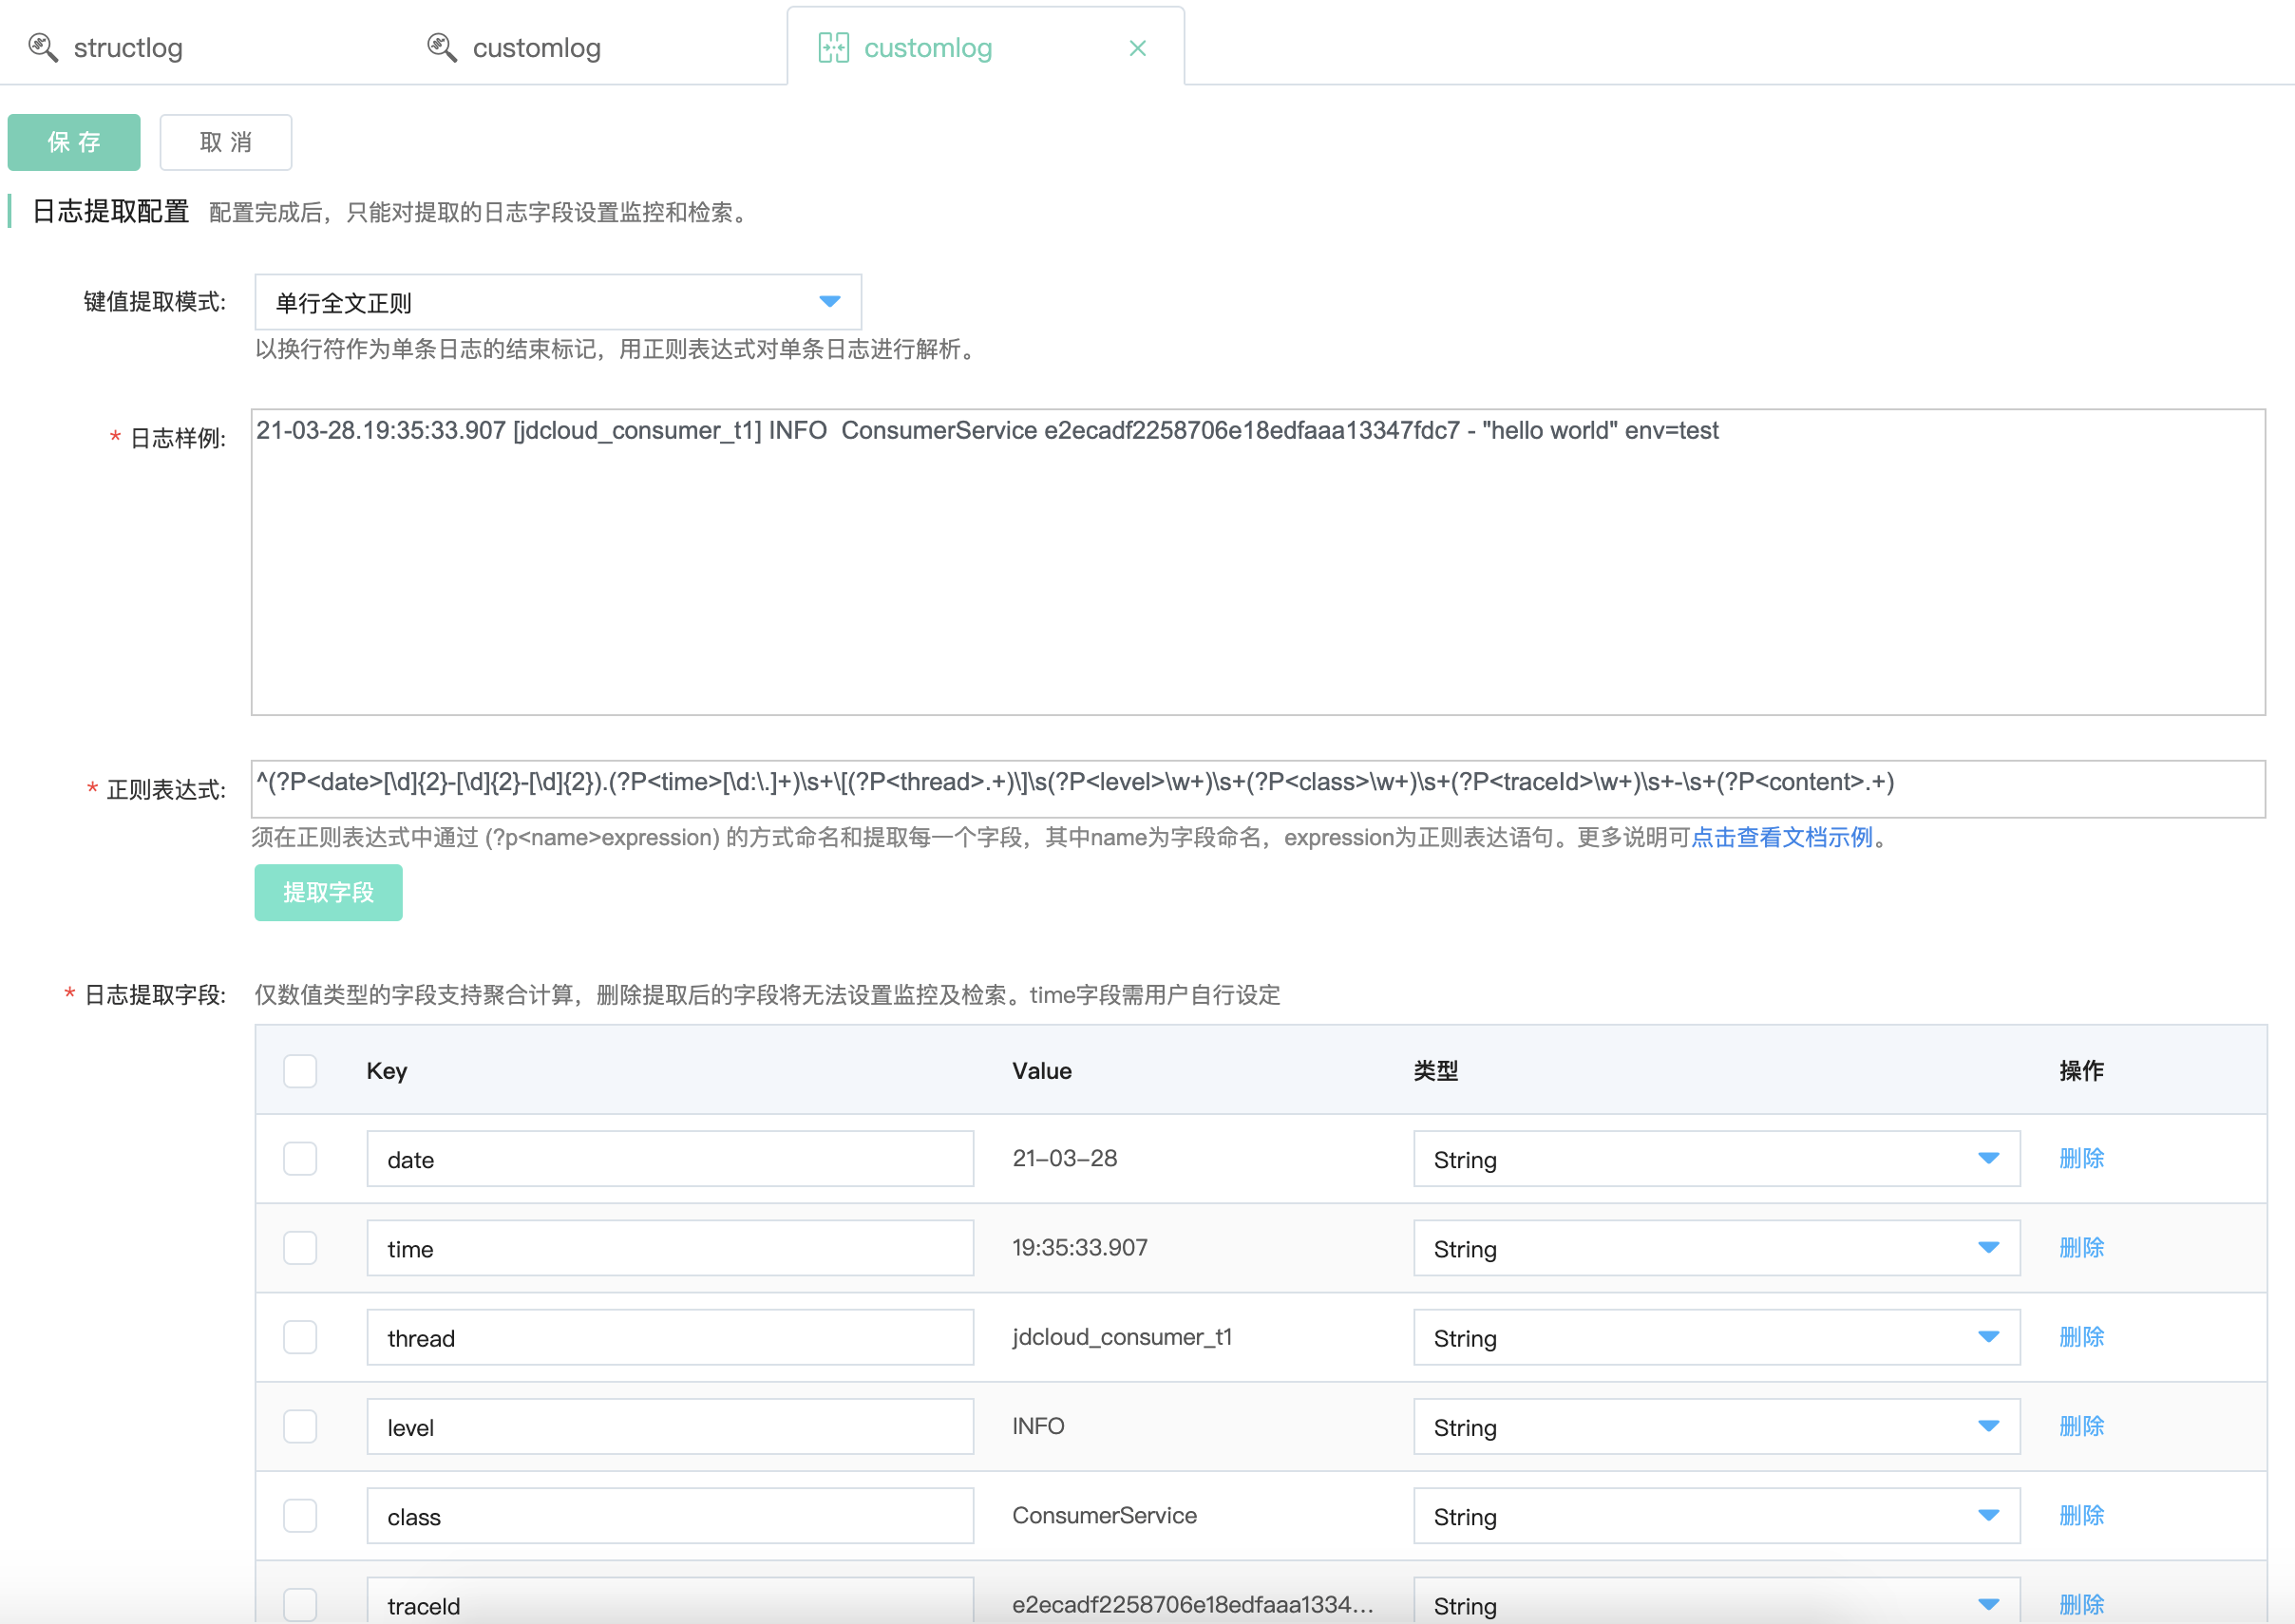 structlog customlog customlog
保 存 取 消
日志提取配置 配置完成后，只能对提取的日志字段设置监控和检索。
键值提取模式: 单行全文正则
以换行符作为单条日志的结束标记，用正则表达式对单条日志进行解析。
* 日志样例: 21-03-28.19:35:33.907 [jdcloud_consumer_t1] INFO  ConsumerService e2ecadf2258706e18edfaaa13347fdc7 - "hello world" env=test
* 正则表达式: ^(?P<date>[\d]{2}-[\d]{2}-[\d]{2}).(?P<time>[\d:\.]+)\s+\[(?P<thread>.+)\]\s(?P<level>\w+)\s+(?P<class>\w+)\s+(?P<traceId>\w+)\s+-\s+(?P<content>.+)
须在正则表达式中通过 (?p<name>expression) 的方式命名和提取每一个字段，其中name为字段命名，expression为正则表达语句。更多说明可点击查看文档示例。
提取字段
* 日志提取字段: 仅数值类型的字段支持聚合计算，删除提取后的字段将无法设置监控及检索。time字段需用户自行设定
Key Value 类型 操作
date 21-03-28 String 删除
time 19:35:33.907 String 删除
thread jdcloud_consumer_t1 String 删除
level INFO String 删除
class ConsumerService String 删除
traceId e2ecadf2258706e18edfaaa1334... String 删除